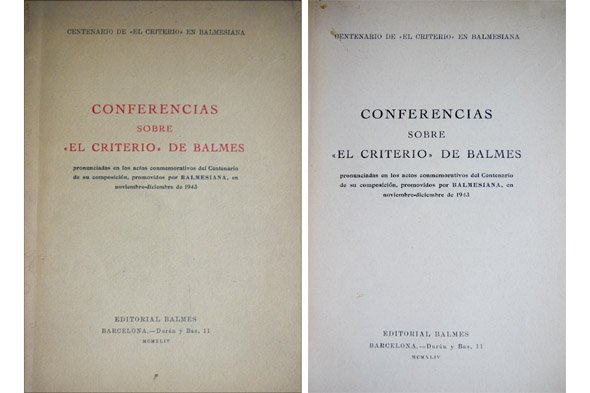 CENTENARIO DE «EL CRITERIO» EN BALMESIANA
CONFERENCIAS
SOBRE
«EL CRITERIO» DE BALMES
pronunciadas en los actos conmemorativos del Centenario
de su composición, promovidos por BALMESIANA, en
noviembre-diciembre de 1943
EDITORIAL BALMES
BARCELONA.—Durán y Bas, 11
MCMXLIV
CENTENARIO DE «EL CRITERIO» EN BALMESIANA
CONFERENCIAS
SOBRE
«EL CRITERIO» DE BALMES
pronunciadas en los actos conmemorativos del Centenario
de su composición, promovidos por BALMESIANA, en
noviembre-diciembre de 1943
EDITORIAL BALMES
BARCELONA.—Durán y Bas, 11
MCMXLIV